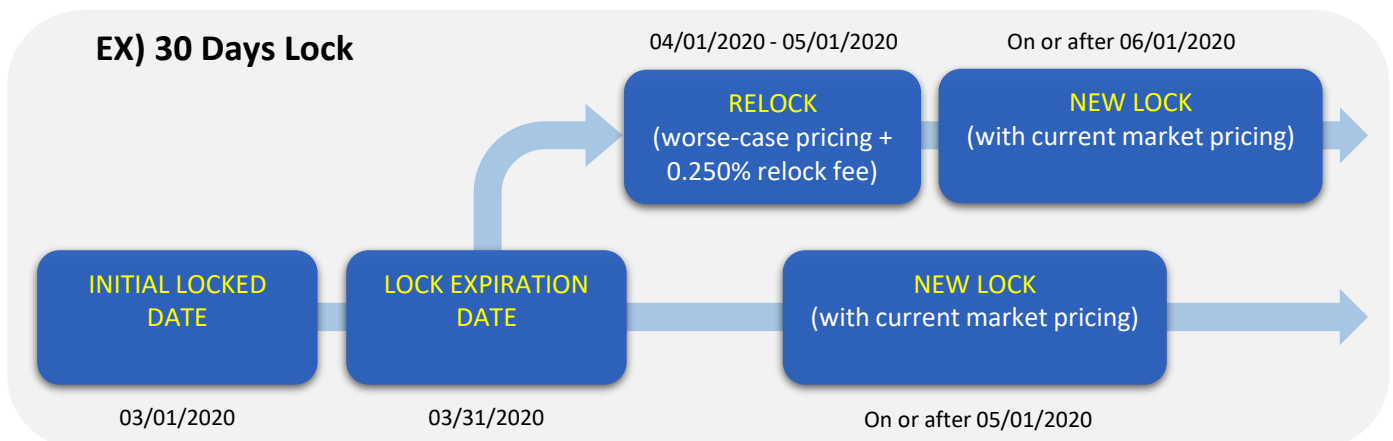 EX) 30 Days Lock
04/01/2020 - 05/01/2020
On or after 06/01/2020
RELOCK
(worse-case pricing +
0.250% relock fee)
NEW LOCK
(with current market pricing)
INITIAL LOCKED
DATE
LOCK EXPIRATION
DATE
NEW LOCK
(with current market pricing)
03/01/2020
03/31/2020
On or after 05/01/2020